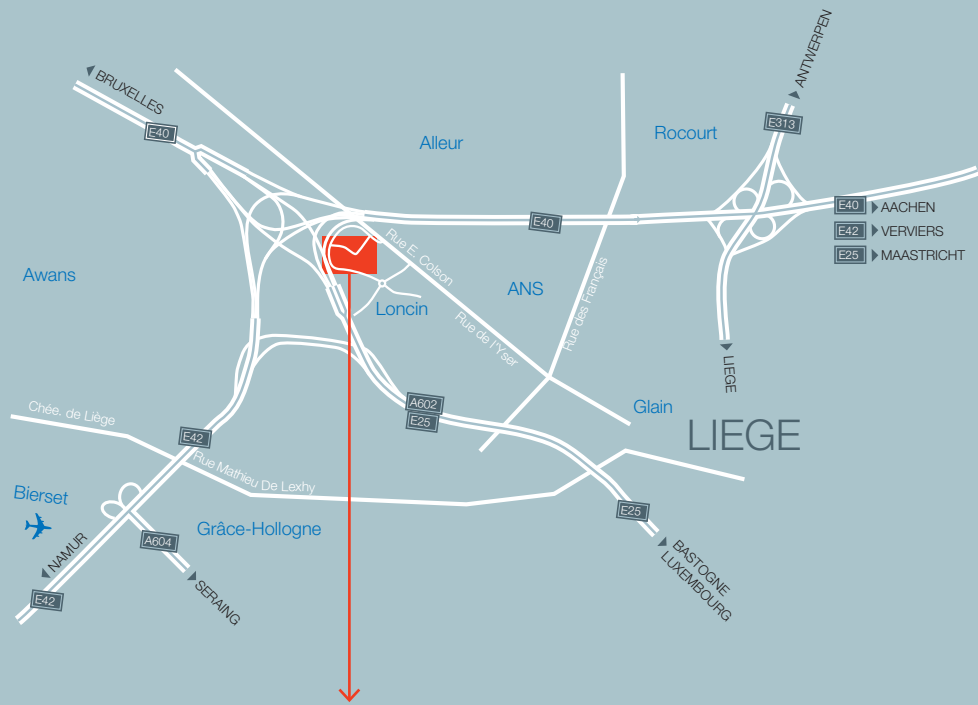 ANTWERPEN
BRUXELLES
E40
E313
Alleur
Rocourt
E40
E40
AACHEN
E42
VERVIERS
E25
MAASTRICHT
Rue E. Colson
Awans
ANS
Loncin
Rue des Français
Rue de l'Yser
LIEGE
A602
E25
Glain
LIEGE
Chée. de Liège
E42
Rue Mathieu De Lexhy
Bierset
E25
Grâce-Hollogne
A604
NAMUR
BASTOGNE
LUXEMBOURG
SERAING
E42